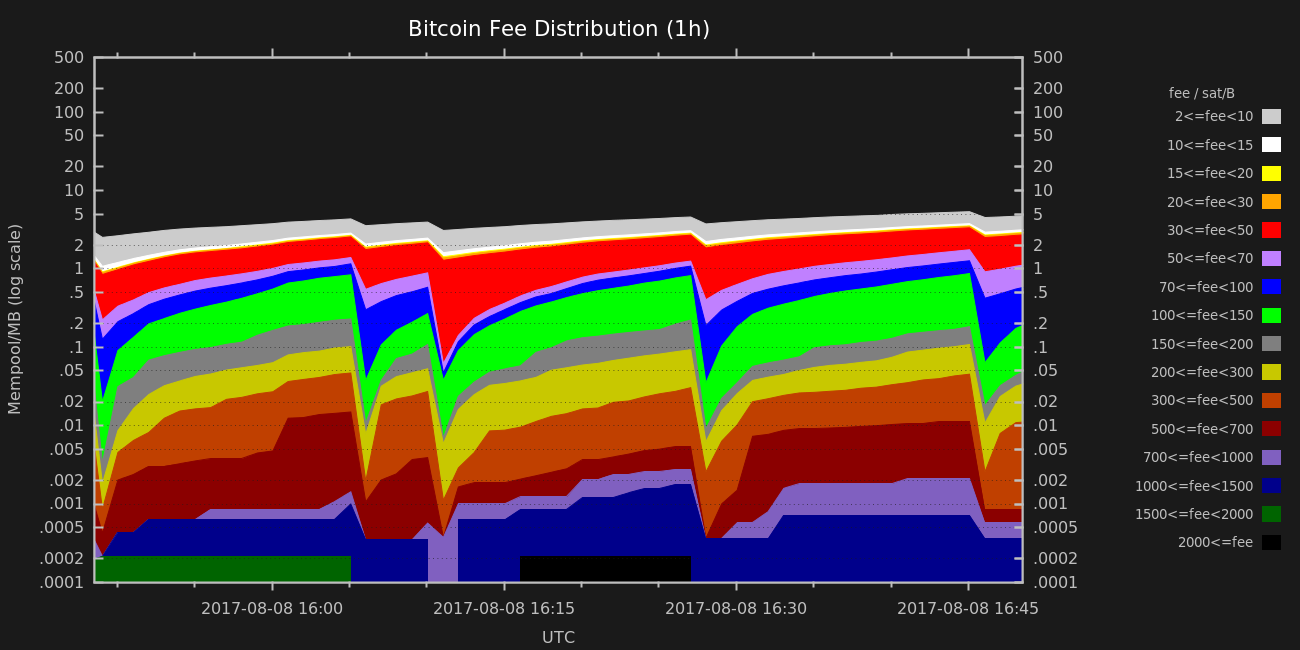 Bitcoin Fee Distribution (1h)
500
200
100
50
20
10
5
2
1
.5
.2
.1
.05
.02
.01
.005
.002
.001
.0005
.0002
.0001
Mempool/MB (log scale)
500
200
100
50
20
10
5
2
1
.5
.2
.1
.05
.02
.01
.005
.002
.001
.0005
.0002
.0001
2017-08-08 16:00
2017-08-08 16:15
2017-08-08 16:30
2017-08-08 16:45
UTC
fee / sat/B
2<=fee<10
10<=fee<15
15<=fee<20
20<=fee<30
30<=fee<50
50<=fee<70
70<=fee<100
100<=fee<150
150<=fee<200
200<=fee<300
300<=fee<500
500<=fee<700
700<=fee<1000
1000<=fee<1500
1500<=fee<2000
2000<=fee